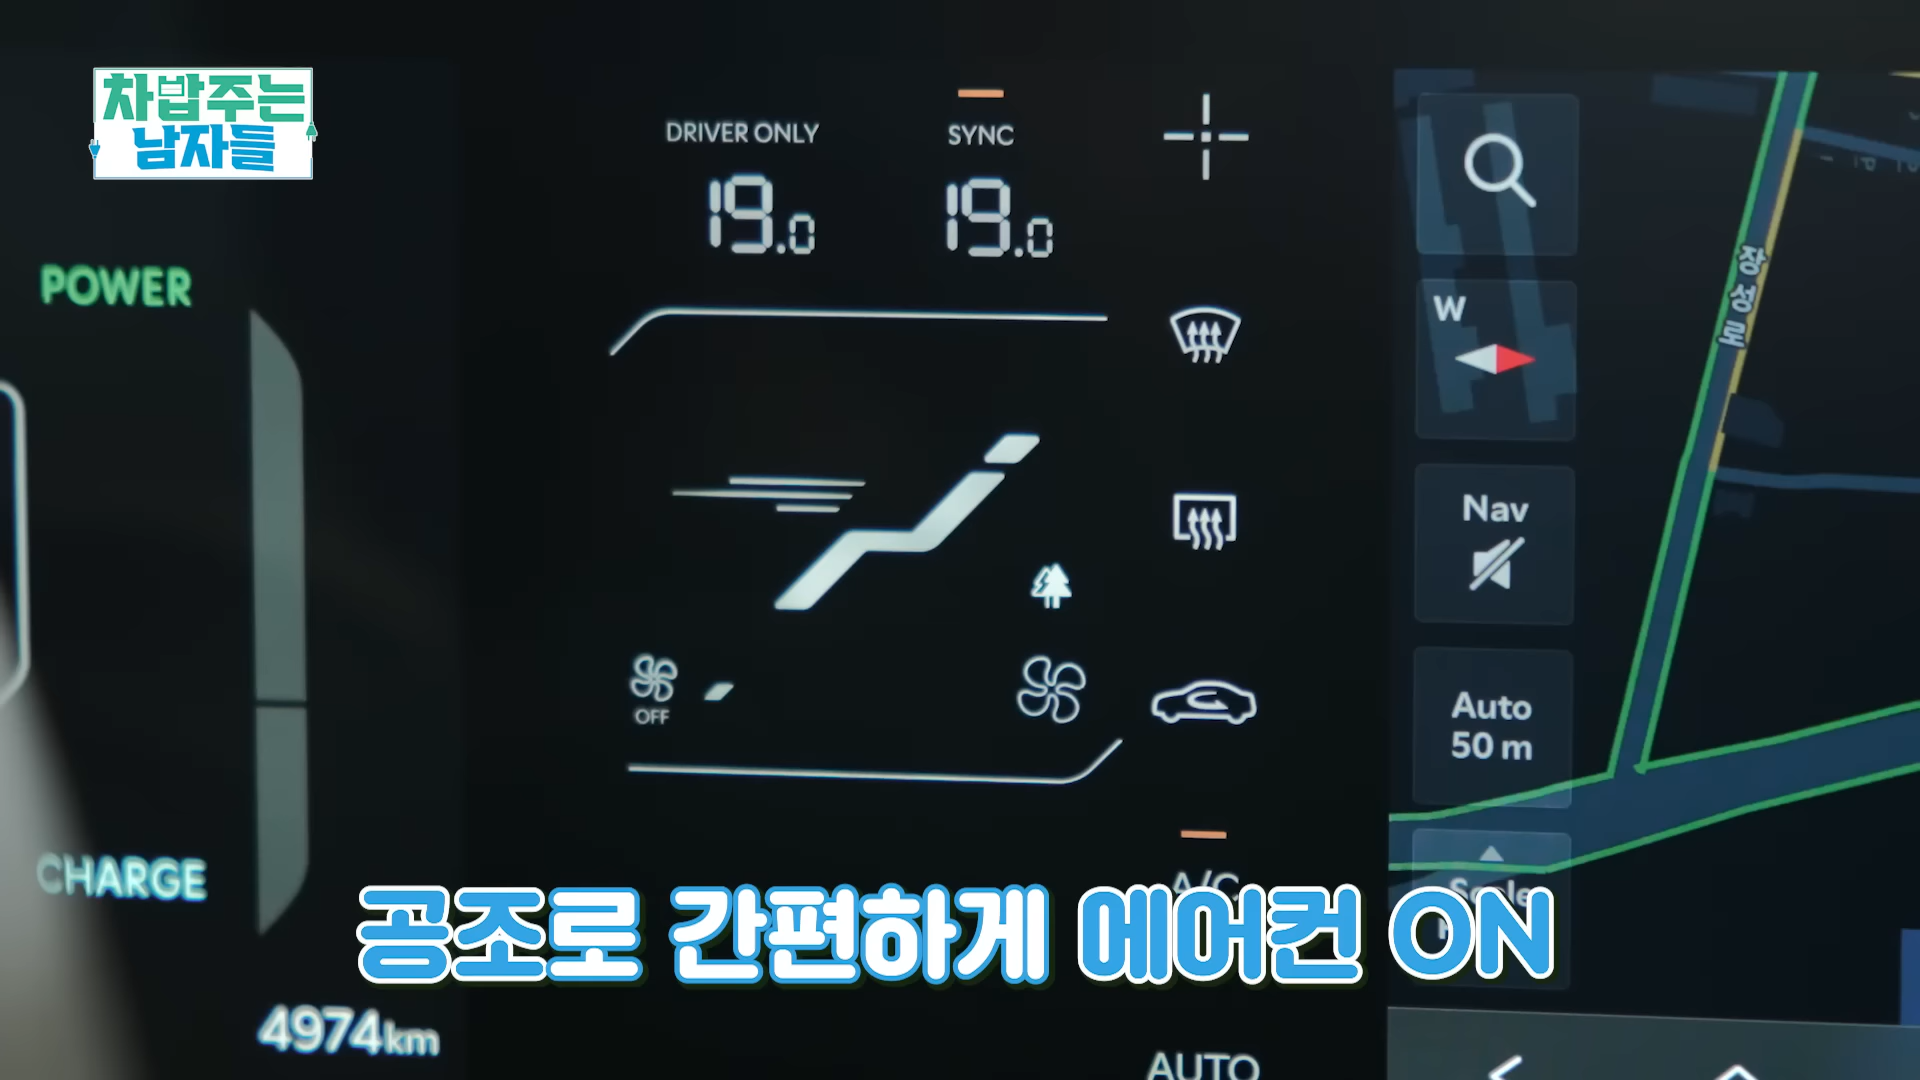 차밥주는
남자들
DRIVER ONLY
SYNC
19.0
19.0
POWER
W
장성로
Nav
OFF
Auto
50 m
CHARGE
A/C
Scale
공조로 간편하게 에어컨 ON
4974km
AUTO